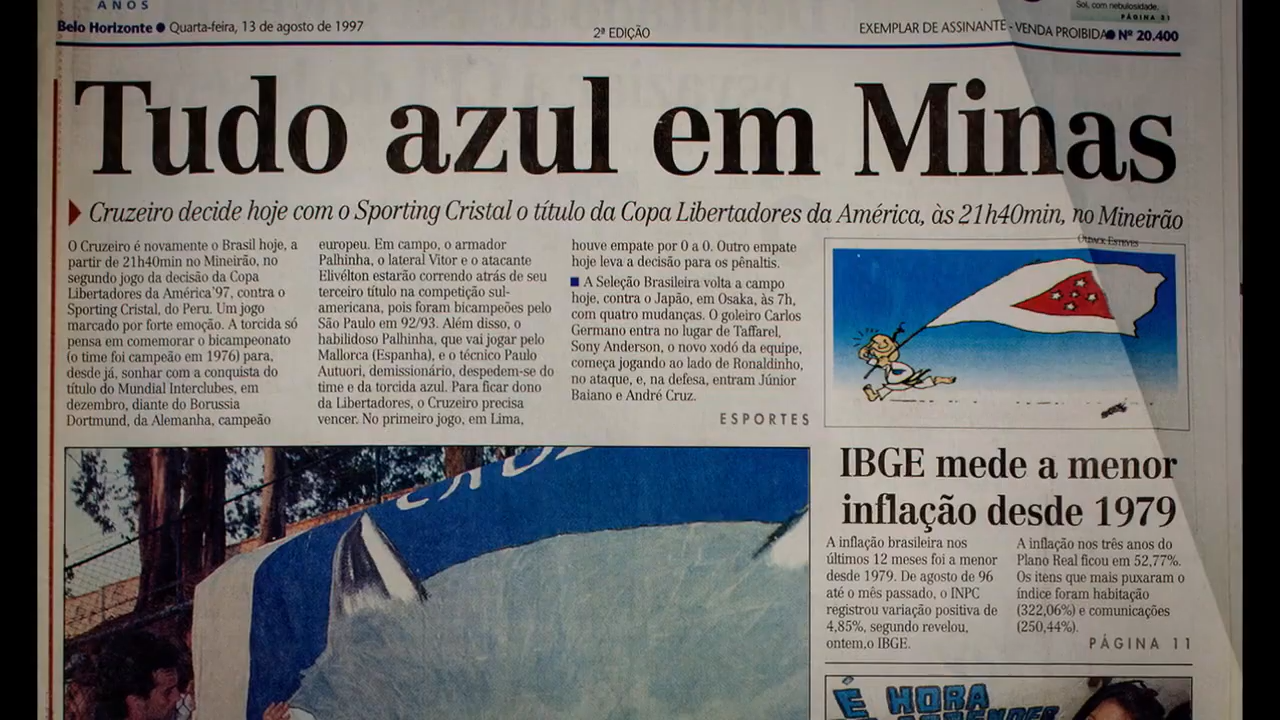 ANOS
Sol, com nebulosidade.
PÁGINA 21
Belo Horizonte ● Quarta-feira, 13 de agosto de 1997
2ª EDIÇÃO
EXEMPLAR DE ASSINANTE - VENDA PROIBIDA ● Nº 20.400
Tudo azul em Minas
Cruzeiro decide hoje com o Sporting Cristal o título da Copa Libertadores da América, às 21h40min, no Mineirão
O Cruzeiro é novamente o Brasil hoje, a
partir de 21h40min no Mineirão, no
segundo jogo da decisão da Copa
Libertadores da América'97, contra o
Sporting Cristal, do Peru. Um jogo
marcado por forte emoção. A torcida só
pensa em comemorar o bicampeonato
(o time foi campeão em 1976) para,
desde já, sonhar com a conquista do
título do Mundial Interclubes, em
dezembro, diante do Borussia
Dortmund, da Alemanha, campeão
europeu. Em campo, o armador
Palhinha, o lateral Vitor e o atacante
Elivélton estarão correndo atrás de seu
terceiro título na competição sul-
americana, pois foram bicampeões pelo
São Paulo em 92/93. Além disso, o
habilidoso Palhinha, que vai jogar pelo
Mallorca (Espanha), e o técnico Paulo
Autuori, demissionário, despedem-se do
time e da torcida azul. Para ficar dono
da Libertadores, o Cruzeiro precisa
vencer. No primeiro jogo, em Lima,
houve empate por 0 a 0. Outro empate
hoje leva a decisão para os pênaltis.
■ A Seleção Brasileira volta a campo
hoje, contra o Japão, em Osaka, às 7h,
com quatro mudanças. O goleiro Carlos
Germano entra no lugar de Taffarel,
Sony Anderson, o novo xodó da equipe,
começa jogando ao lado de Ronaldinho,
no ataque, e, na defesa, entram Júnior
Baiano e André Cruz.
ESPORTES
IBGE mede a menor
inflação desde 1979
A inflação brasileira nos
últimos 12 meses foi a menor
desde 1979. De agosto de 96
até o mês passado, o INPC
registrou variação positiva de
4,85%, segundo revelou,
ontem.o IBGE.
A inflação nos três anos do
Plano Real ficou em 52,77%.
Os itens que mais puxaram o
índice foram habitação
(322,06%) e comunicações
(250,44%).
PÁGINA 11
É HORA